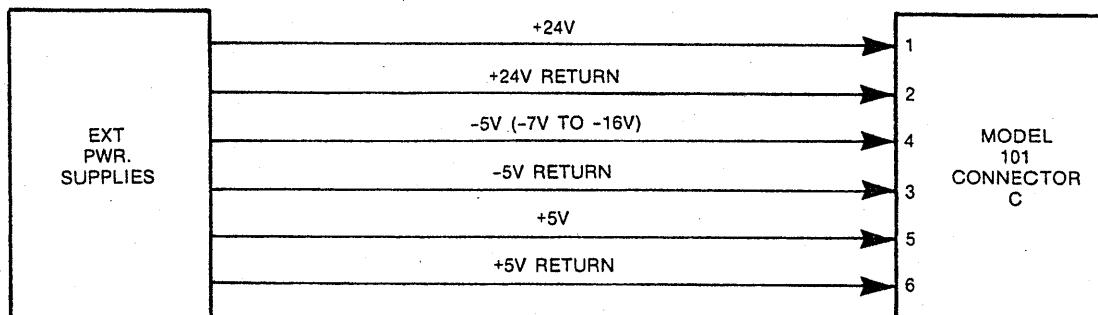 +24V
1
+24V RETURN
2
-5V (-7V TO -16V)
4
EXT
PWR.
SUPPLIES
MODEL
101
CONNECTOR
C
-5V RETURN
3
+5V
5
+5V RETURN
6